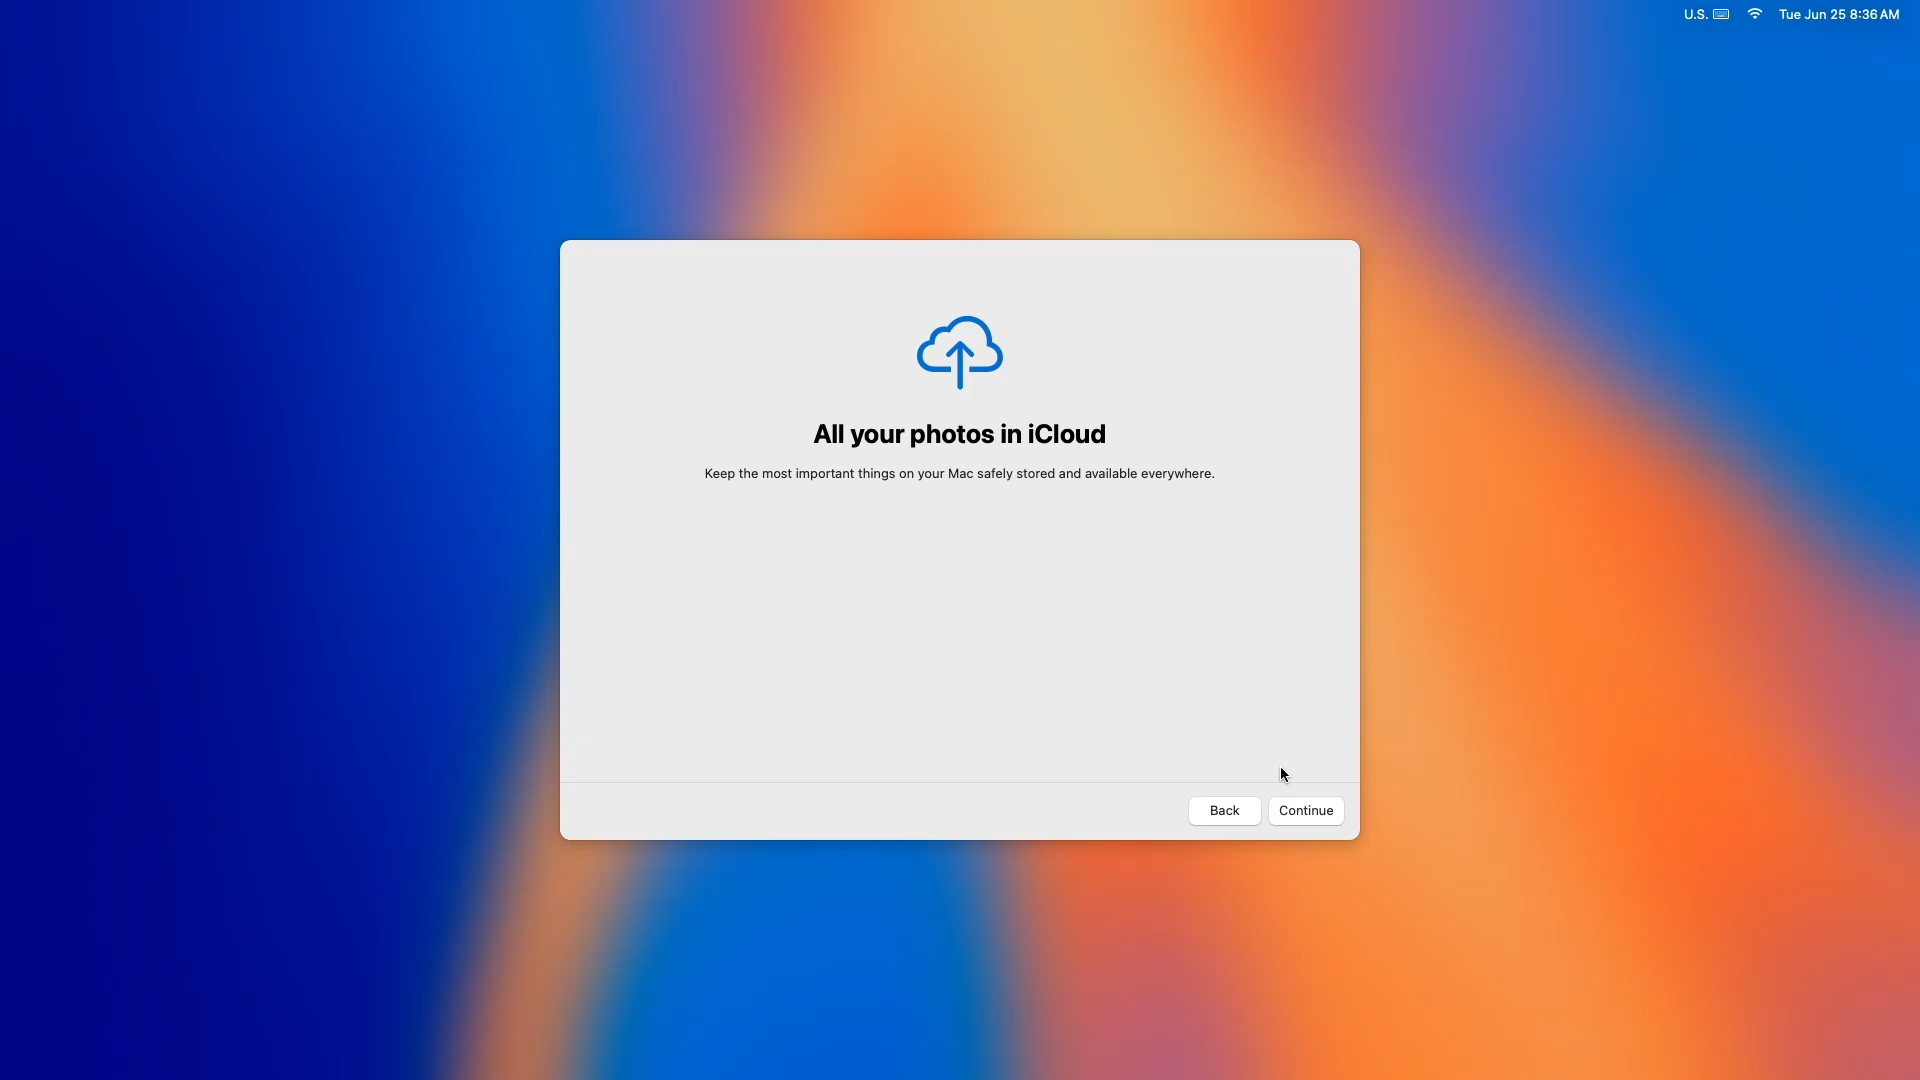 U.S. Tue Jun 25 8:36 AM
All your photos in iCloud
Keep the most important things on your Mac safely stored and available everywhere.
Back Continue